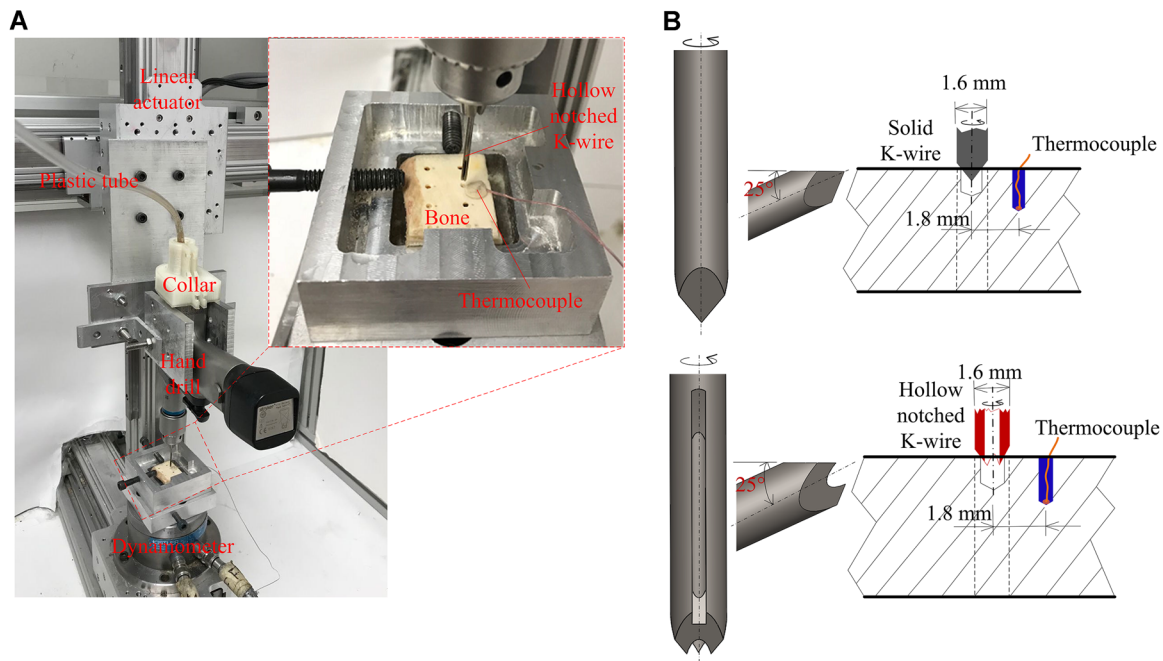 A
Linear
actuator
Plastic tube
Collar
Hand
drill
Dynamometer
Hollow
notched
K-wire
Bone
Thermocouple
B
1.6 mm
Solid
K-wire
Thermocouple
25°
1.8 mm
1.6 mm
Hollow
notched
K-wire
Thermocouple
25°
1.8 mm